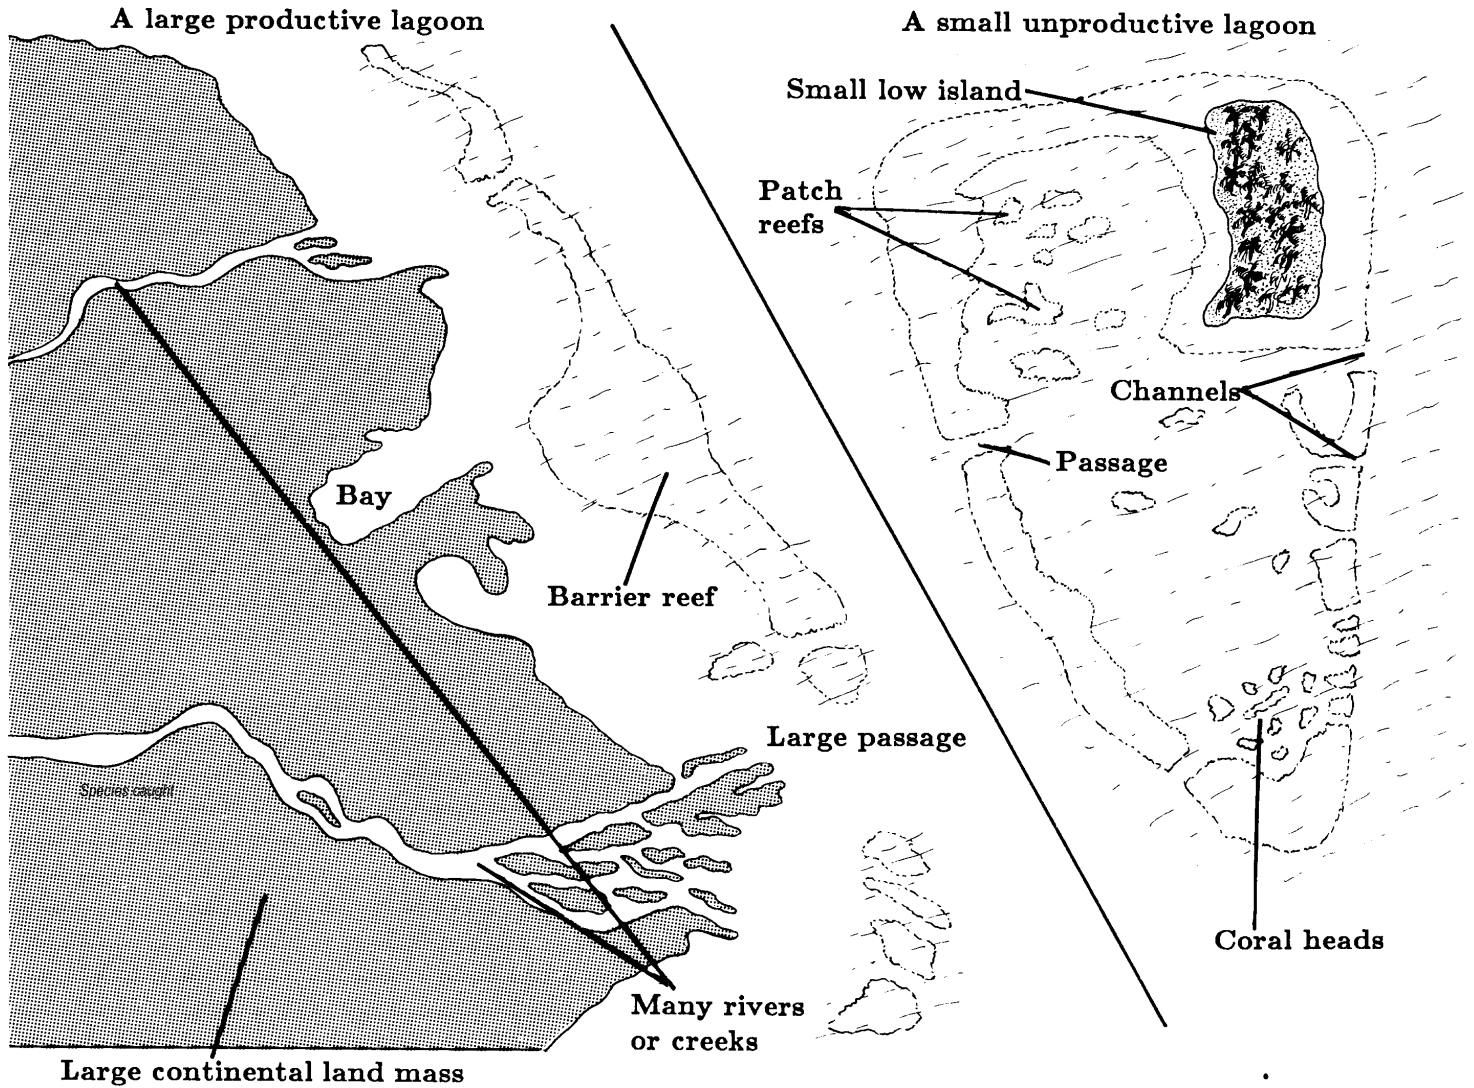 A large productive lagoon
A small unproductive lagoon
Small low island
Patch
reefs
Channels
Passage
Bay
Barrier reef
Large passage
Species caught
Coral heads
Many rivers
or creeks
Large continental land mass